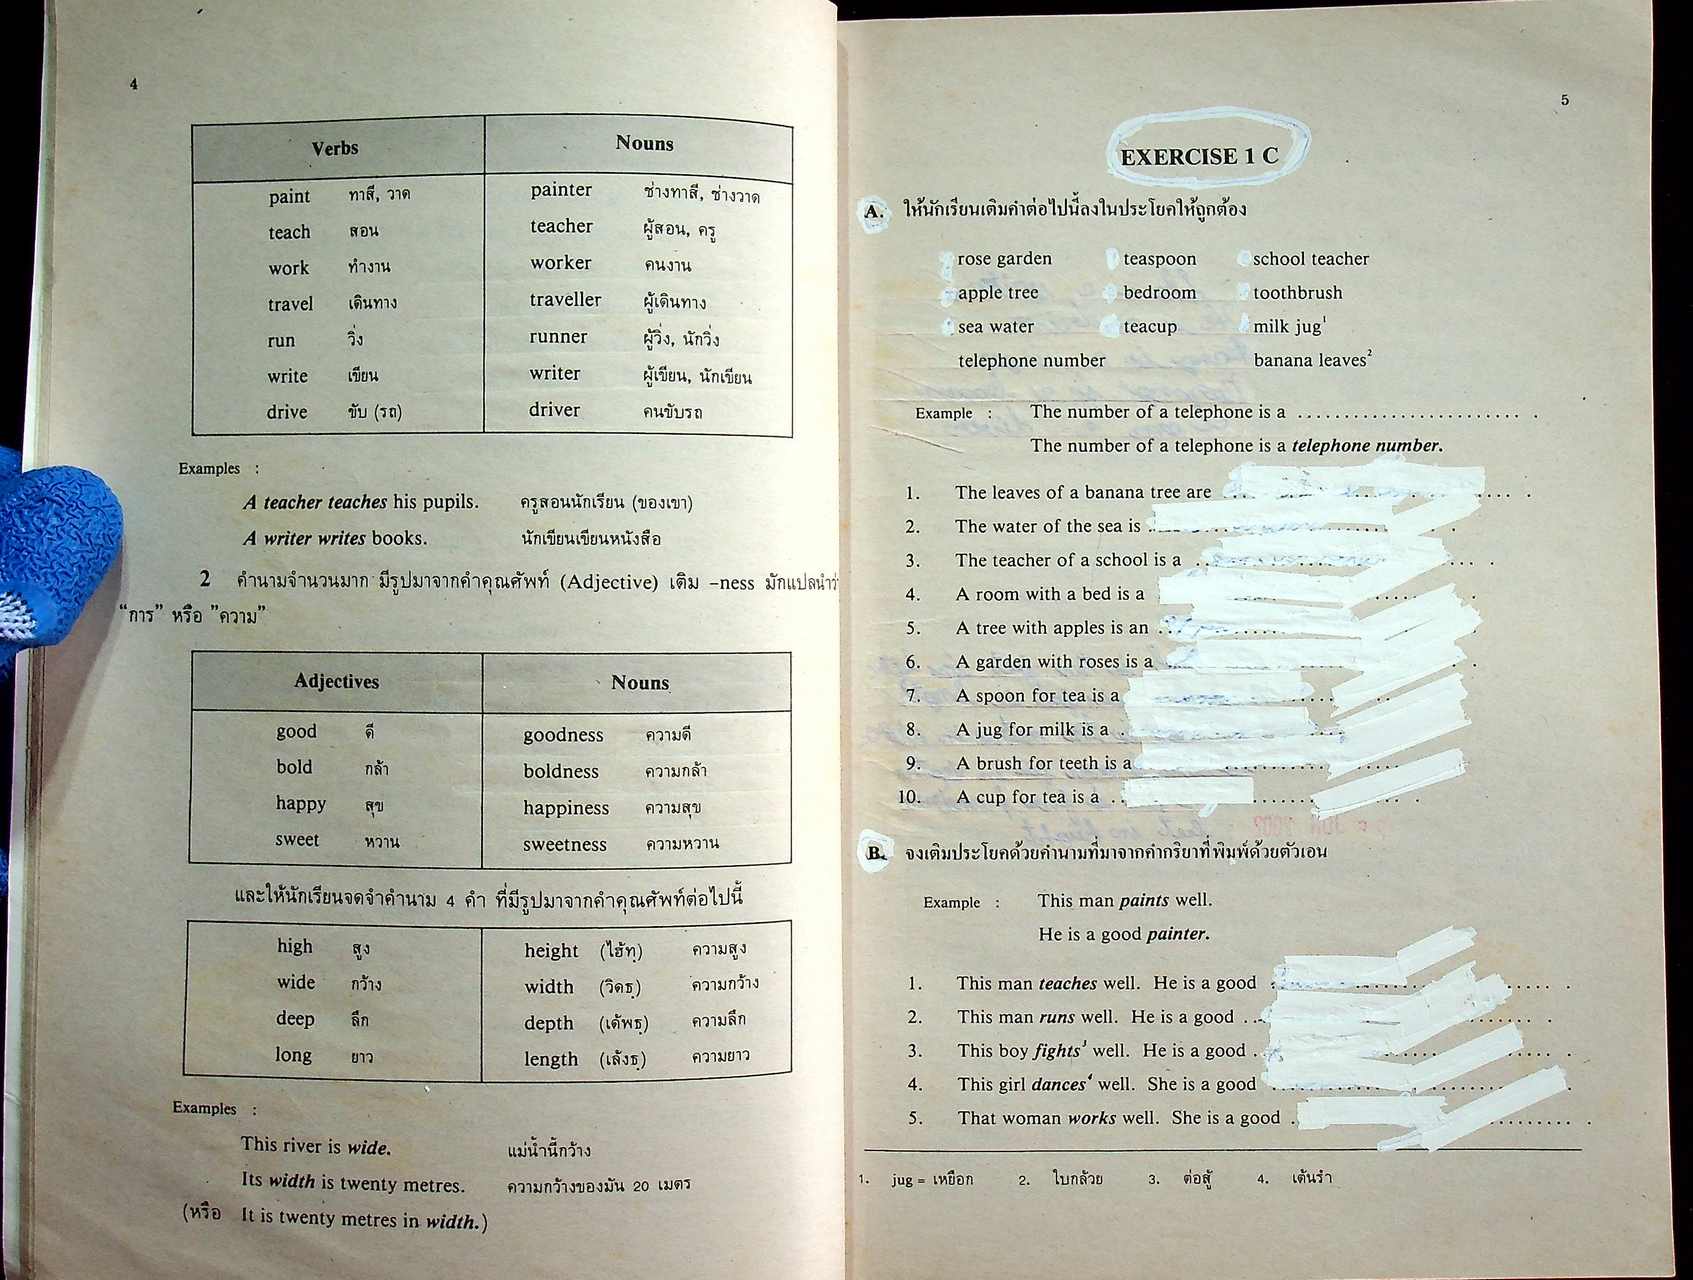 4
Verbs Nouns
paint ทาสี, วาด painter ช่างทาสี, ช่างวาด
teach สอน teacher ผู้สอน, ครู
work ทำงาน worker คนงาน
travel เดินทาง traveller ผู้เดินทาง
run วิ่ง runner ผู้วิ่ง, นักวิ่ง
write เขียน writer ผู้เขียน, นักเขียน
drive ขับ (รถ) driver คนขับรถ
Examples :
A teacher teaches his pupils. ครูสอนนักเรียน (ของเขา)
A writer writes books. นักเขียนเขียนหนังสือ
2 คำนามจำนวนมาก มีรูปมาจากคำคุณศัพท์ (Adjective) เติม –ness มักแปลนำว่า
“การ” หรือ ”ความ”
Adjectives Nouns
good ดี goodness ความดี
bold กล้า boldness ความกล้า
happy สุข happiness ความสุข
sweet หวาน sweetness ความหวาน
และให้นักเรียนจดจำคำนาม 4 คำ ที่มีรูปมาจากคำคุณศัพท์ต่อไปนี้
high สูง height (ไฮ้ทฺ) ความสูง
wide กว้าง width (วิดธฺ) ความกว้าง
deep ลึก depth (เด้พธฺ) ความลึก
long ยาว length (เล้งธฺ) ความยาว
Examples :
This river is wide. แม่น้ำนี้กว้าง
Its width is twenty metres. ความกว้างของมัน 20 เมตร
(หรือ It is twenty metres in width.)
5
EXERCISE 1 C
A. ให้นักเรียนเติมคำต่อไปนี้ลงในประโยคให้ถูกต้อง
rose garden teaspoon school teacher
apple tree bedroom toothbrush
sea water teacup milk jug¹
telephone number banana leaves²
Example : The number of a telephone is a ........................
The number of a telephone is a telephone number.
1. The leaves of a banana tree are
2. The water of the sea is
3. The teacher of a school is a
4. A room with a bed is a
5. A tree with apples is an
6. A garden with roses is a
7. A spoon for tea is a
8. A jug for milk is a
9. A brush for teeth is a
10. A cup for tea is a
B. จงเติมประโยคด้วยคำนามที่มาจากคำกริยาที่พิมพ์ด้วยตัวเอน
Example : This man paints well.
He is a good painter.
1. This man teaches well. He is a good
2. This man runs well. He is a good
3. This boy fights³ well. He is a good
4. This girl dances⁴ well. She is a good
5. That woman works well. She is a good
1. jug = เหยือก 2. ใบกล้วย 3. ต่อสู้ 4. เต้นรำ